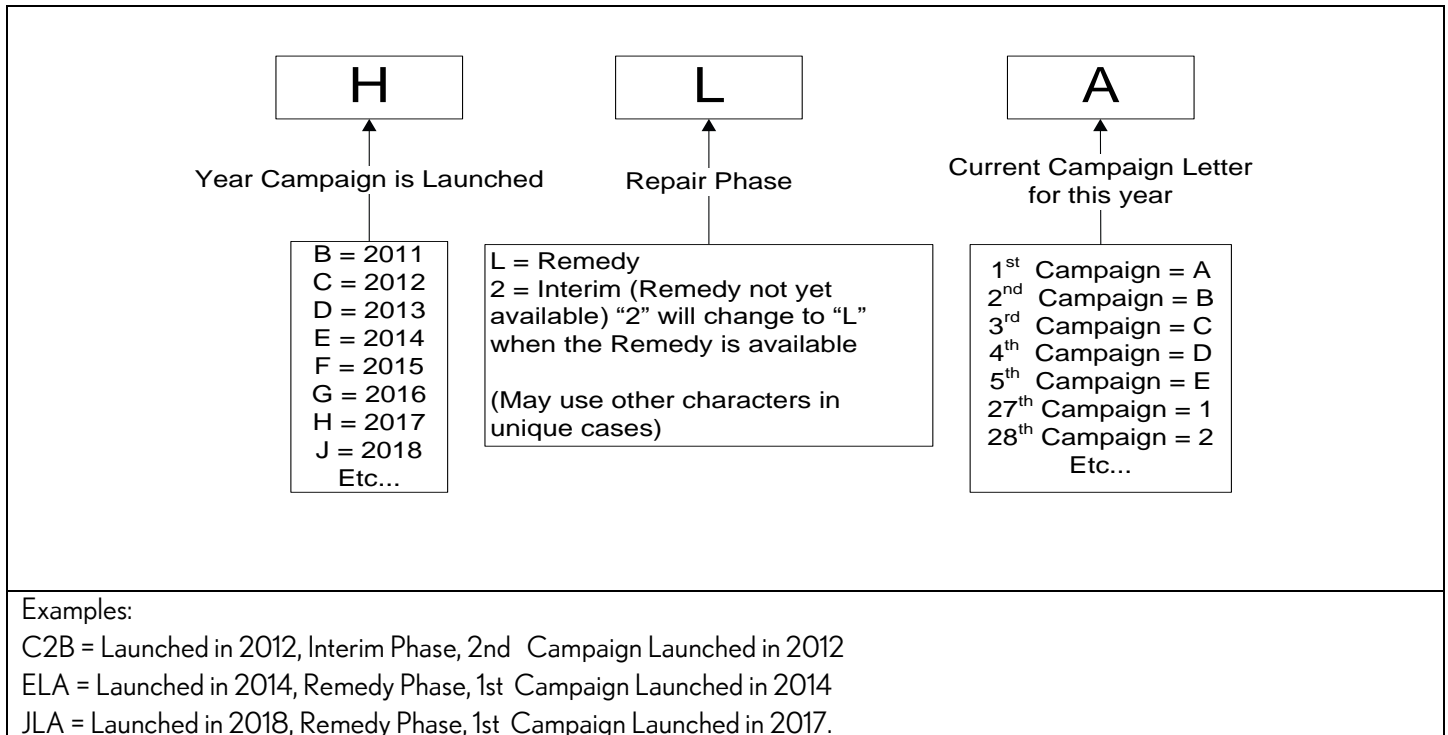 H
L
A
Year Campaign is Launched
Repair Phase
Current Campaign Letter
for this year
B = 2011
C = 2012
D = 2013
E = 2014
F = 2015
G = 2016
H = 2017
J = 2018
Etc...
L = Remedy
2 = Interim (Remedy not yet
available) “2” will change to “L”
when the Remedy is available
(May use other characters in
unique cases)
1st Campaign = A
2nd Campaign = B
3rd Campaign = C
4th Campaign = D
5th Campaign = E
27th Campaign = 1
28th Campaign = 2
Etc...
Examples:
C2B = Launched in 2012, Interim Phase, 2nd Campaign Launched in 2012
ELA = Launched in 2014, Remedy Phase, 1st Campaign Launched in 2014
JLA = Launched in 2018, Remedy Phase, 1st Campaign Launched in 2017.